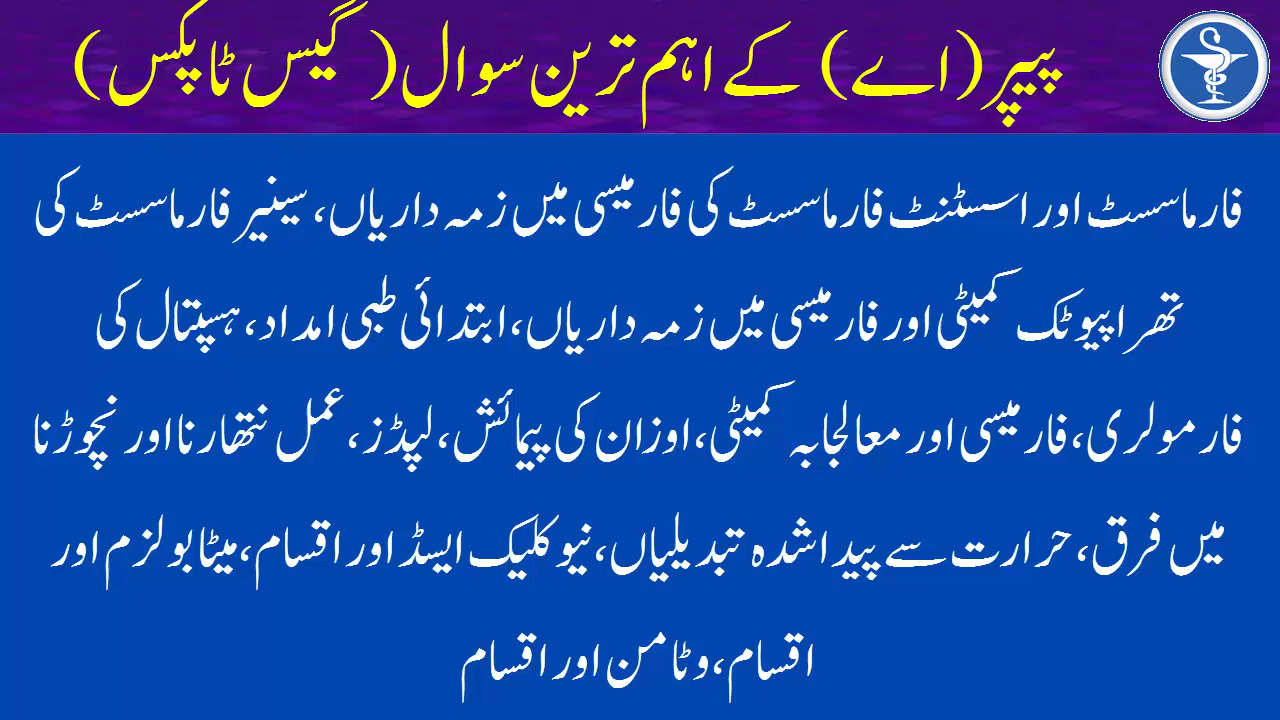 پیپر (اے) کے اہم ترین سوال (گیس ٹاپکس)
فارماسسٹ اور اسسٹنٹ فارماسسٹ کی فارمیسی میں زمہ داریاں، سینیر فارماسسٹ کی
تھراپیوٹک کمیٹی اور فارمیسی میں زمہ داریاں،ابتدائی طبی امداد، ہسپتال کی
فارمولری،فارمیسی اور معالجابہ کمیٹی،اوزان کی پیمائش،لپڈز، عمل نتھارنا اور نچوڑنا
میں فرق، حرارت سے پیدا شدہ تبدیلیاں،نیوکلیک ایسڈ اور اقسام،میٹابولزم اور
اقسام،وٹامن اور اقسام